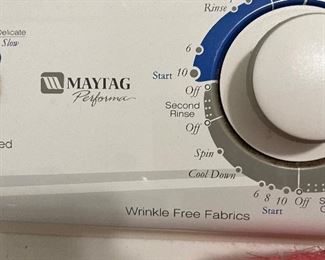 Delicate
Slow
Rinse
6
Start 10
MAYTAG
Performa
Off
Second
Rinse
Off
ed
Spin
Cool Down
6 8 10 Off
Start
Wrinkle Free Fabrics